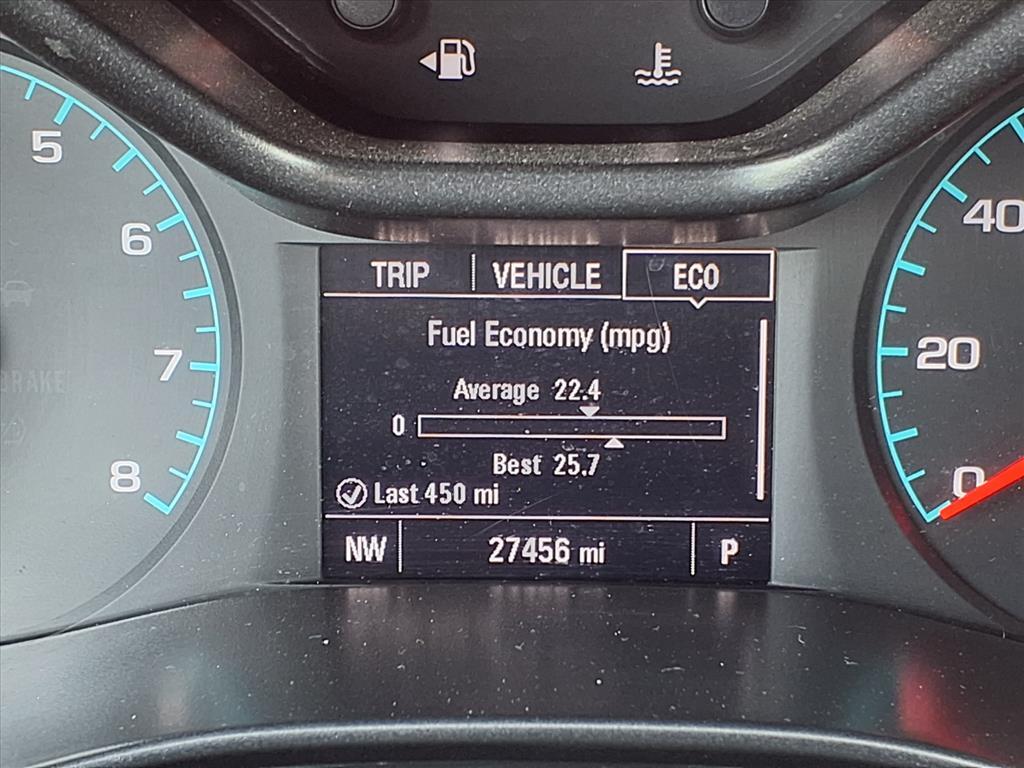 5
6
7
8
BRAKE
TRIP VEHICLE ECO
Fuel Economy (mpg)
Average 22.4
0
Best 25.7
Last 450 mi
NW 27456 mi P
40
20
0